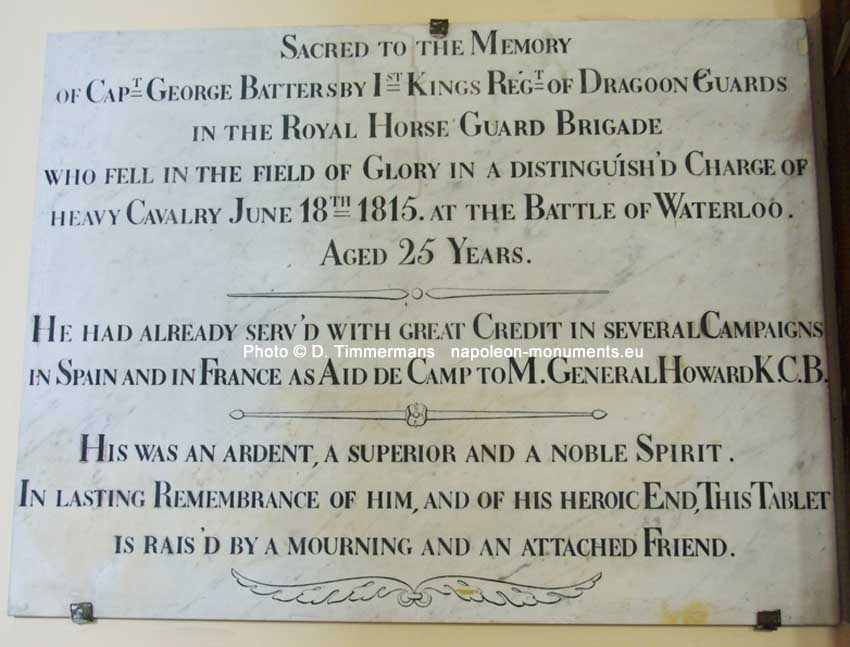 SACRED TO THE MEMORY
OF CAPT GEORGE BATTERSBY 1ST KINGS REGT OF DRAGOON GUARDS
IN THE ROYAL HORSE GUARD BRIGADE
WHO FELL IN THE FIELD OF GLORY IN A DISTINGUISH'D CHARGE OF
HEAVY CAVALRY JUNE 18TH 1815. AT THE BATTLE OF WATERLOO.
AGED 25 YEARS.
HE HAD ALREADY SERV'D WITH GREAT CREDIT IN SEVERAL CAMPAIGNS
Photo © D. Timmermans napoleon-monuments.eu
IN SPAIN AND IN FRANCE AS AID DE CAMP TO M. GENERAL HOWARD K.C.B.
HIS WAS AN ARDENT, A SUPERIOR AND A NOBLE SPIRIT.
IN LASTING REMEMBRANCE OF HIM, AND OF HIS HEROIC END, THIS TABLET
IS RAIS'D BY A MOURNING AND AN ATTACHED FRIEND.